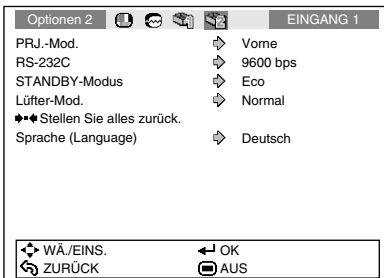 Optionen 2 EINGANG 1
PRJ.-Mod. Vorne
RS-232C 9600 bps
STANDBY-Modus Eco
Lüfter-Mod. Normal
Stellen Sie alles zurück.
Sprache (Language) Deutsch
WÄ./EINS. OK
ZURÜCK AUS